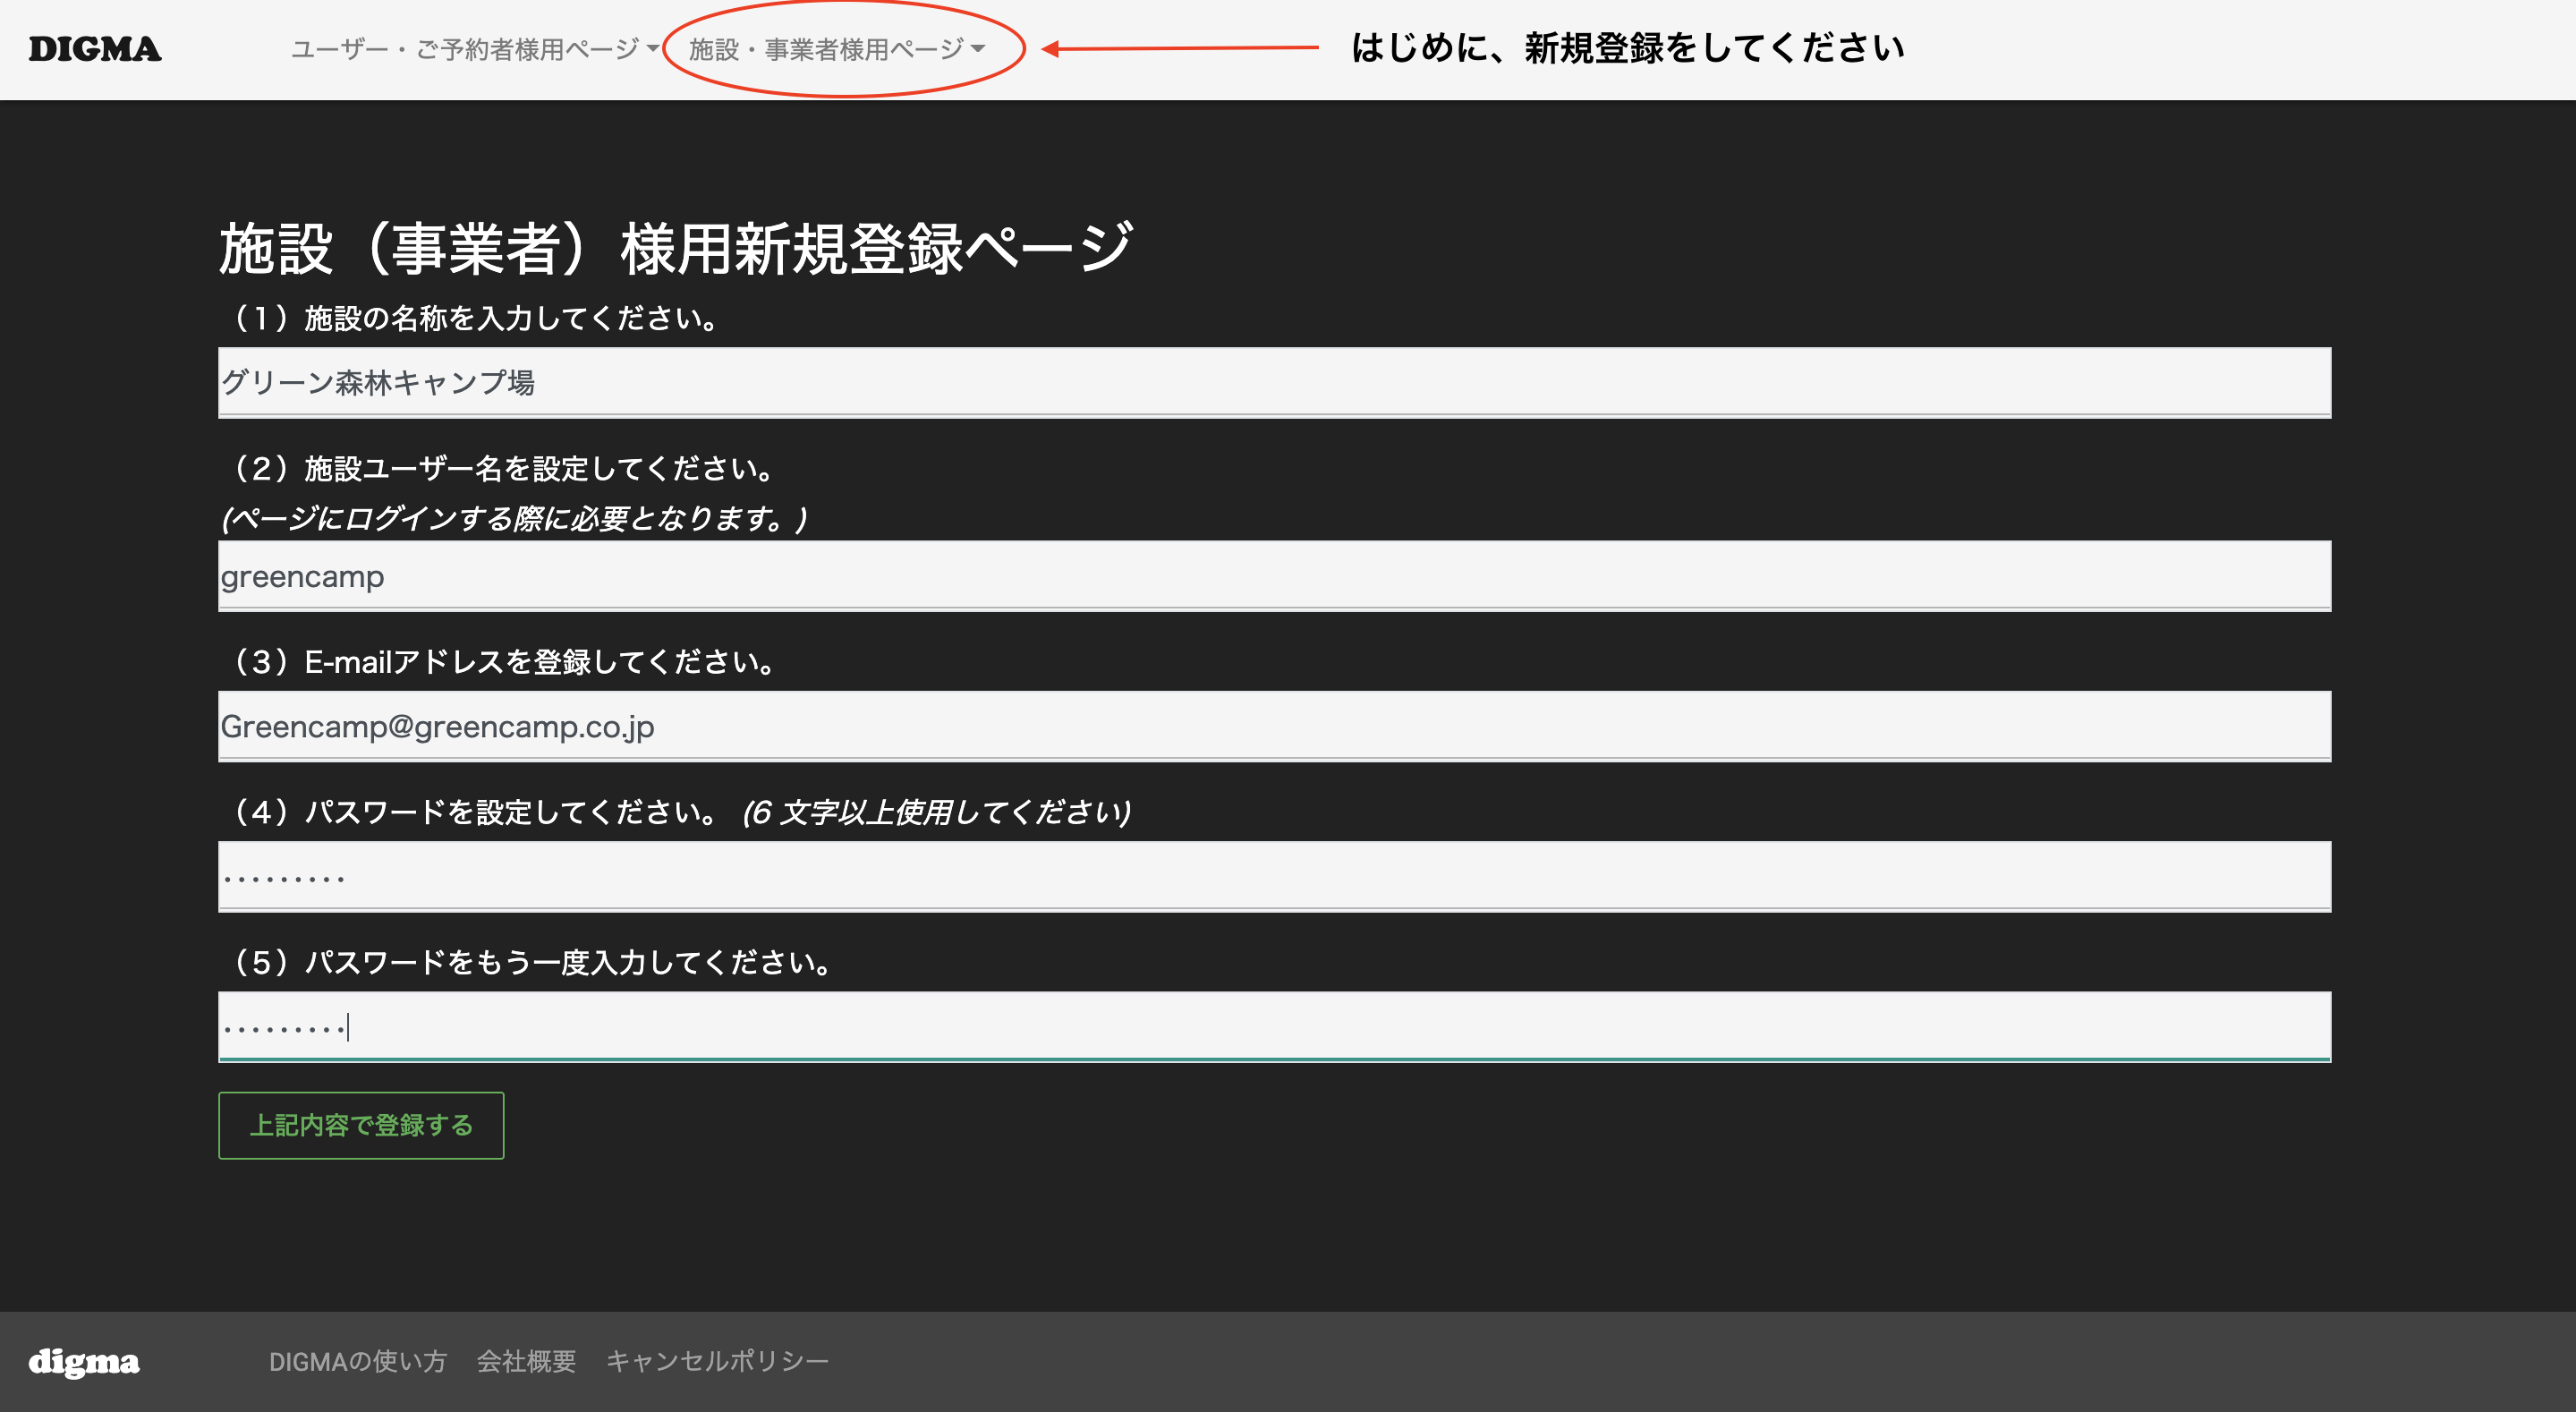 DIGMA
ユーザー・ご予約者様用ページ
施設・事業者様用ページ
はじめに、新規登録をしてください
施設（事業者）様用新規登録ページ
（１）施設の名称を入力してください。
グリーン森林キャンプ場
（２）施設ユーザー名を設定してください。
(ページにログインする際に必要となります。)
greencamp
（３）E-mailアドレスを登録してください。
Greencamp@greencamp.co.jp
（４）パスワードを設定してください。 (6 文字以上使用してください)
・・・・・・・・・
（５）パスワードをもう一度入力してください。
・・・・・・・・・
上記内容で登録する
digma
DIGMAの使い方 会社概要 キャンセルポリシー